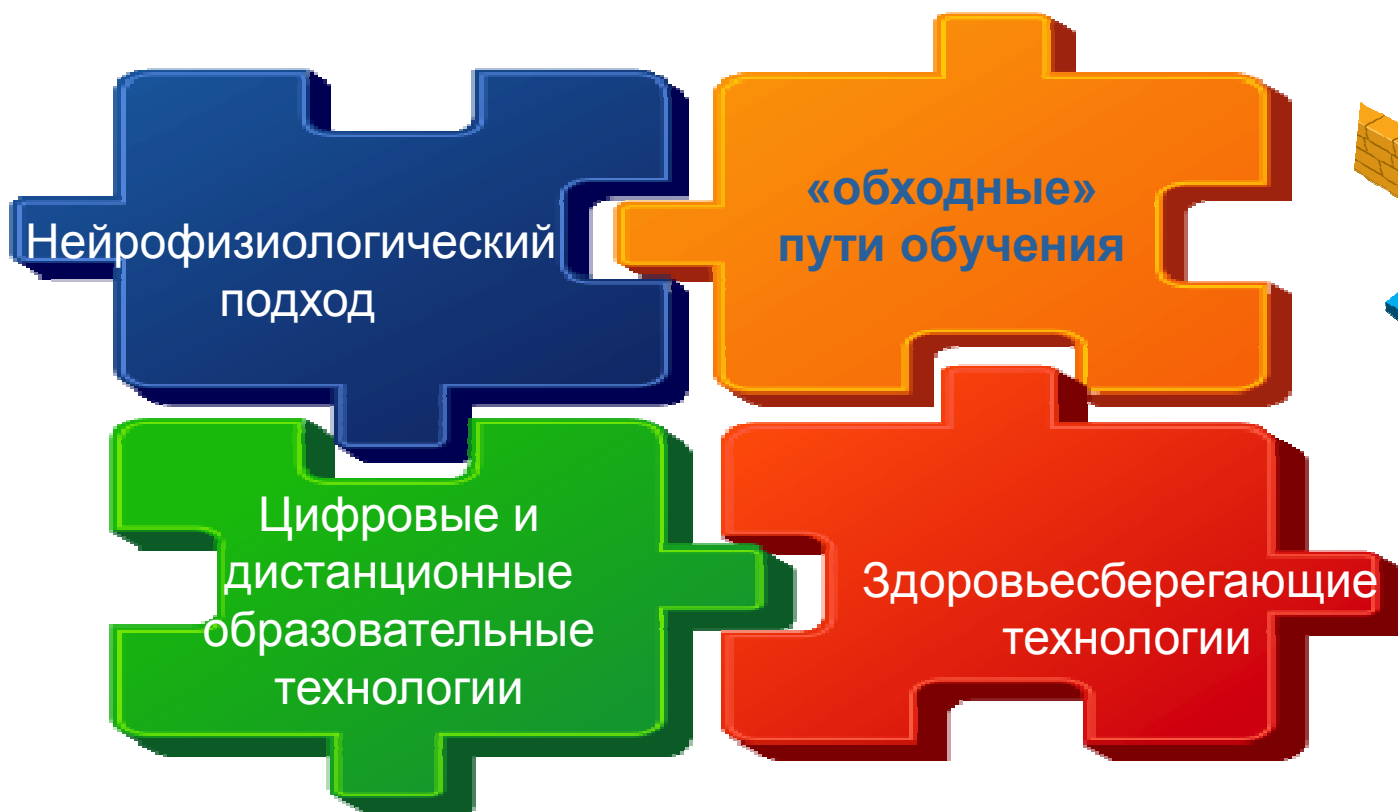 Нейрофизиологический
подход
«обходные»
пути обучения
Цифровые и
дистанционные
образовательные
технологии
Здоровьесберегающие
технологии